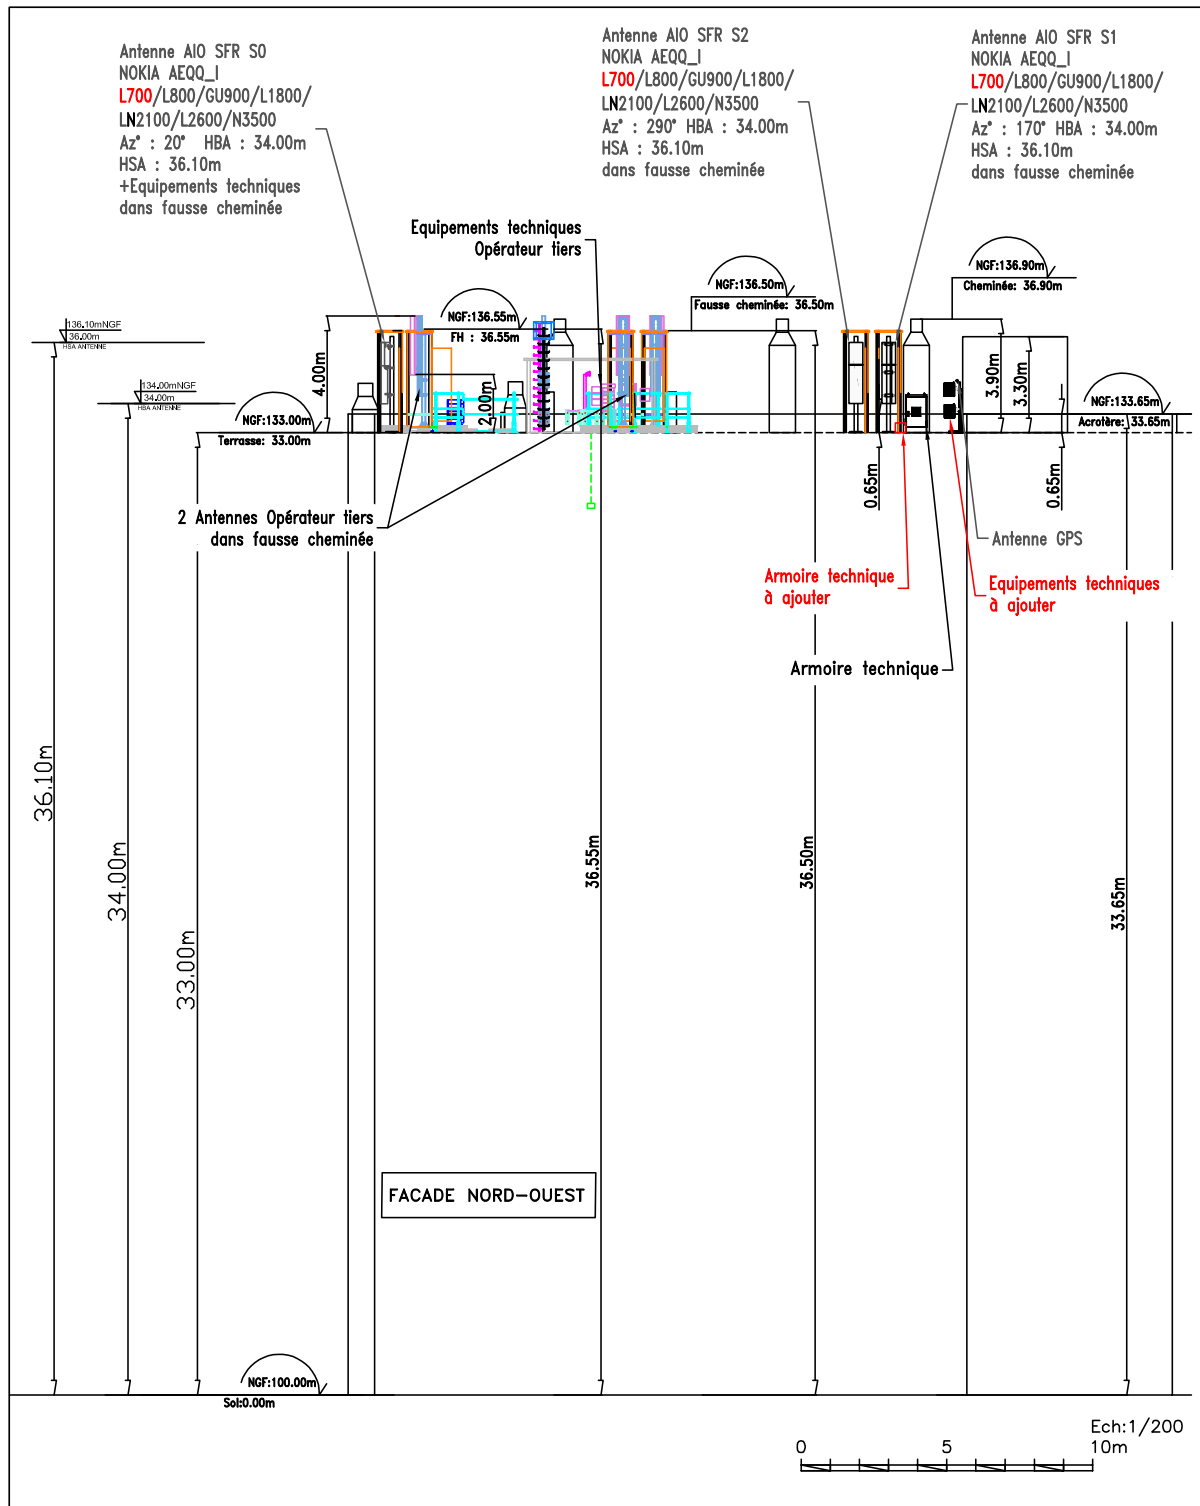 Antenne AIO SFR S0
NOKIA AEQQ_I
L700/L800/GU900/L1800/
LN2100/L2600/N3500
Az° : 20° HBA : 34.00m
HSA : 36.10m
+Equipements techniques
dans fausse cheminée
Antenne AIO SFR S2
NOKIA AEQQ_I
L700/L800/GU900/L1800/
LN2100/L2600/N3500
Az° : 290° HBA : 34.00m
HSA : 36.10m
dans fausse cheminée
Antenne AIO SFR S1
NOKIA AEQQ_I
L700/L800/GU900/L1800/
LN2100/L2600/N3500
Az° : 170° HBA : 34.00m
HSA : 36.10m
dans fausse cheminée
Equipements techniques
Opérateur tiers
NGF:136.90m
Cheminée: 36.90m
NGF:136.50m
Fausse cheminée: 36.50m
NGF:136.55m
FH : 36.55m
136.10mNGF
36.00m
HSA ANTENNE
134.00mNGF
34.00m
HBA ANTENNE
NGF:133.00m
Terrasse: 33.00m
NGF:133.65m
Acrotère: 33.65m
4.00m
2.00m
3.90m
3.30m
0.65m
0.65m
2 Antennes Opérateur tiers
dans fausse cheminée
Antenne GPS
Armoire technique
à ajouter
Equipements techniques
à ajouter
Armoire technique
36.10m
34.00m
33.00m
36.55m
36.50m
33.65m
FACADE NORD-OUEST
NGF:100.00m
Sol:0.00m
Ech:1/200
0 5 10m